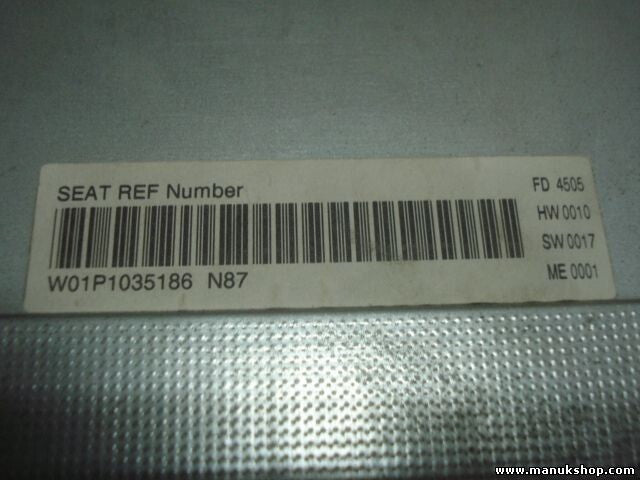 SEAT REF Number
W01P1035186 N87
FD 4505
HW 0010
SW 0017
ME 0001
www.manukshop.com